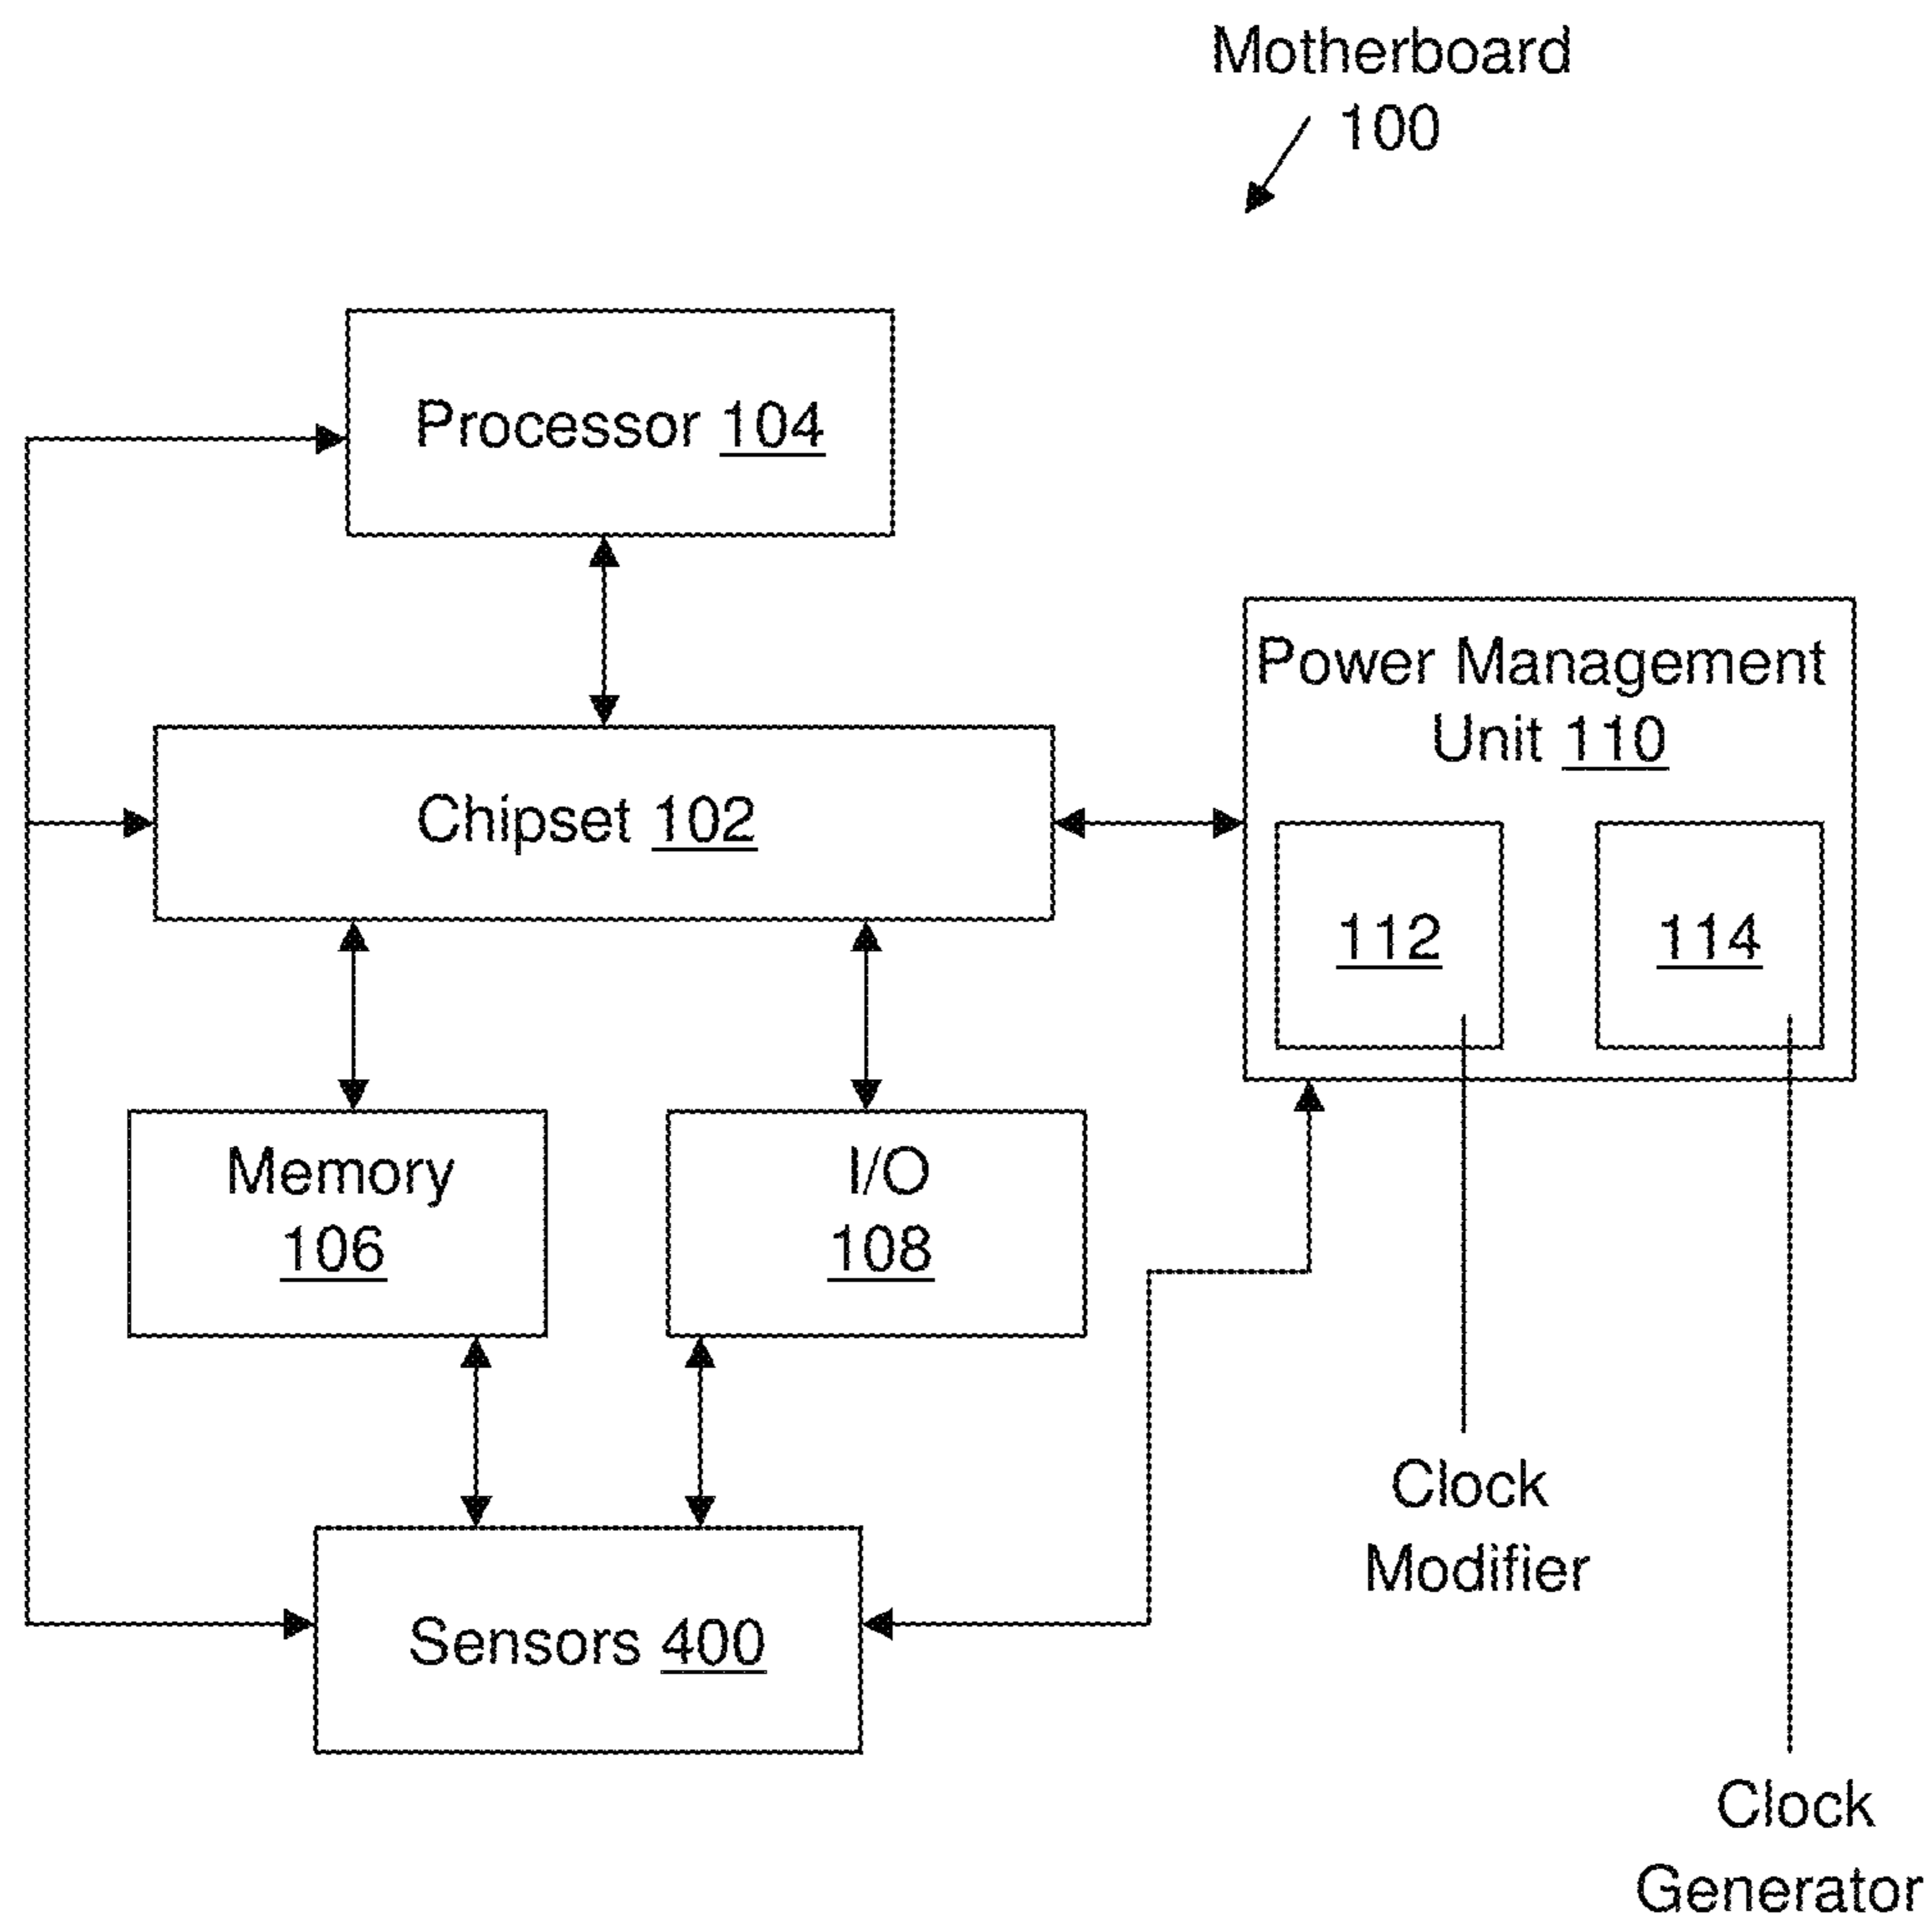 Motherboard
100
Processor 104
Power Management
Unit 110
Chipset 102
112
114
Memory
106
I/O
108
Clock
Modifier
Sensors 400
Clock
Generator